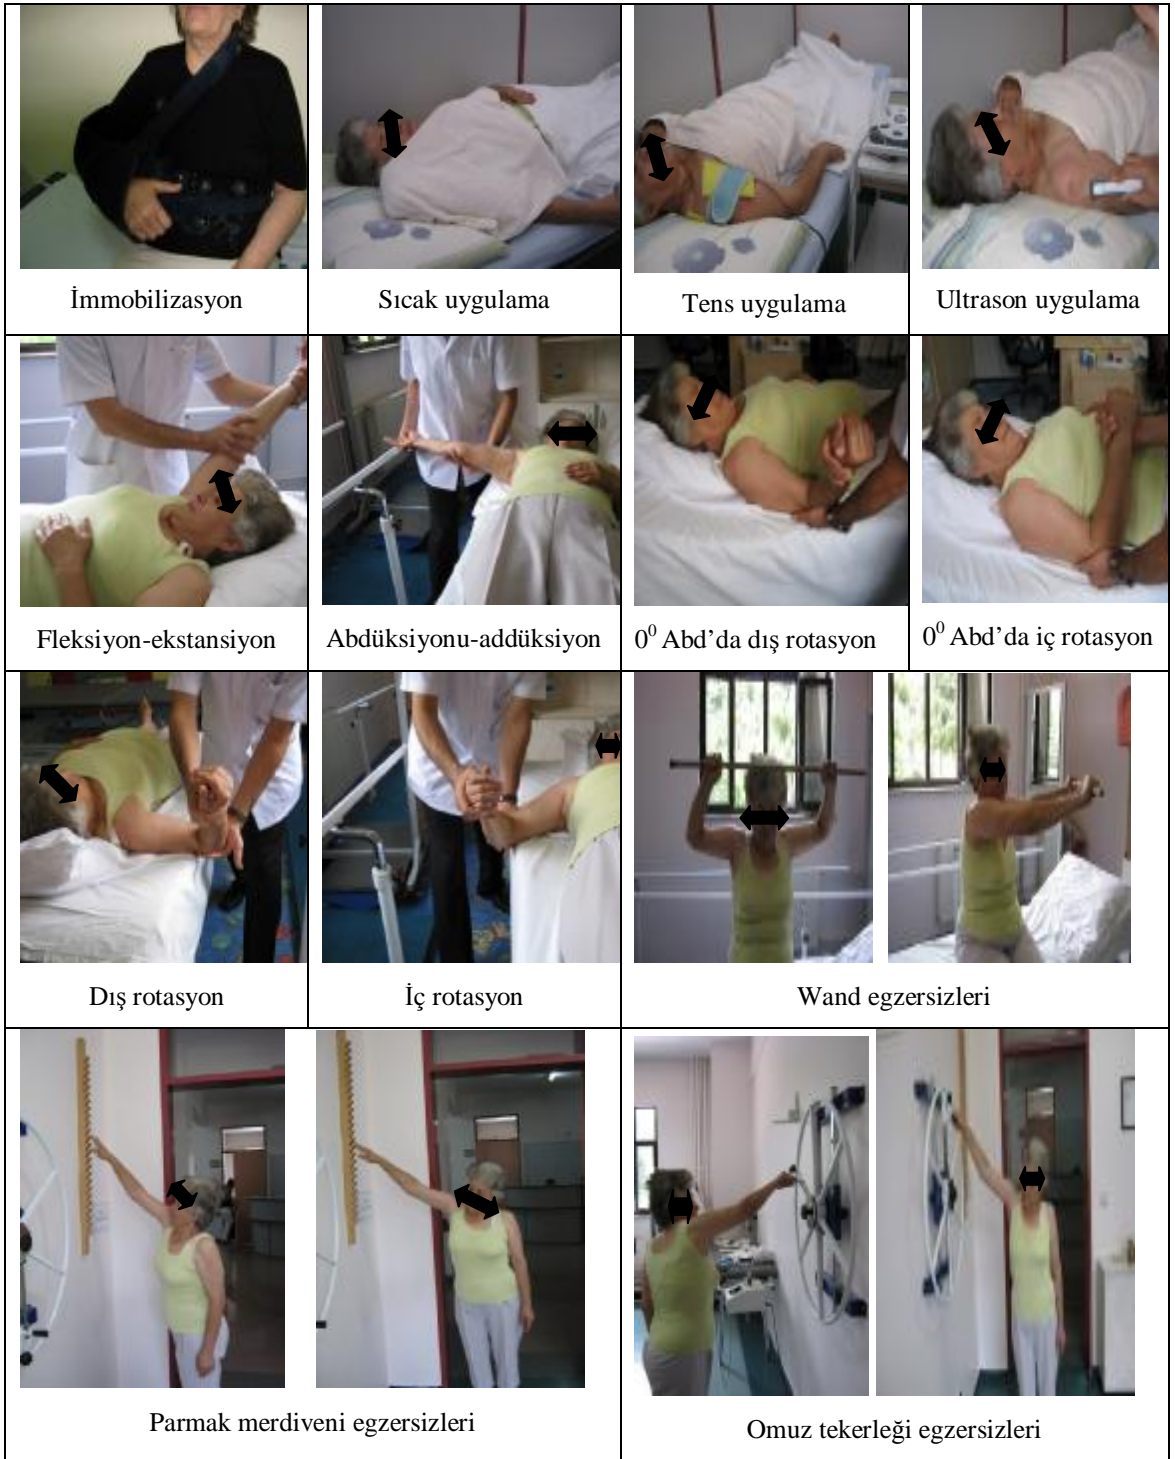 İmmobilizasyon
Sıcak uygulama
Tens uygulama
Ultrason uygulama
Fleksiyon-ekstansiyon
Abdüksiyonu-addüksiyon
0⁰ Abd’da dış rotasyon
0⁰ Abd’da iç rotasyon
Dış rotasyon
İç rotasyon
Wand egzersizleri
Parmak merdiveni egzersizleri
Omuz tekerleği egzersizleri